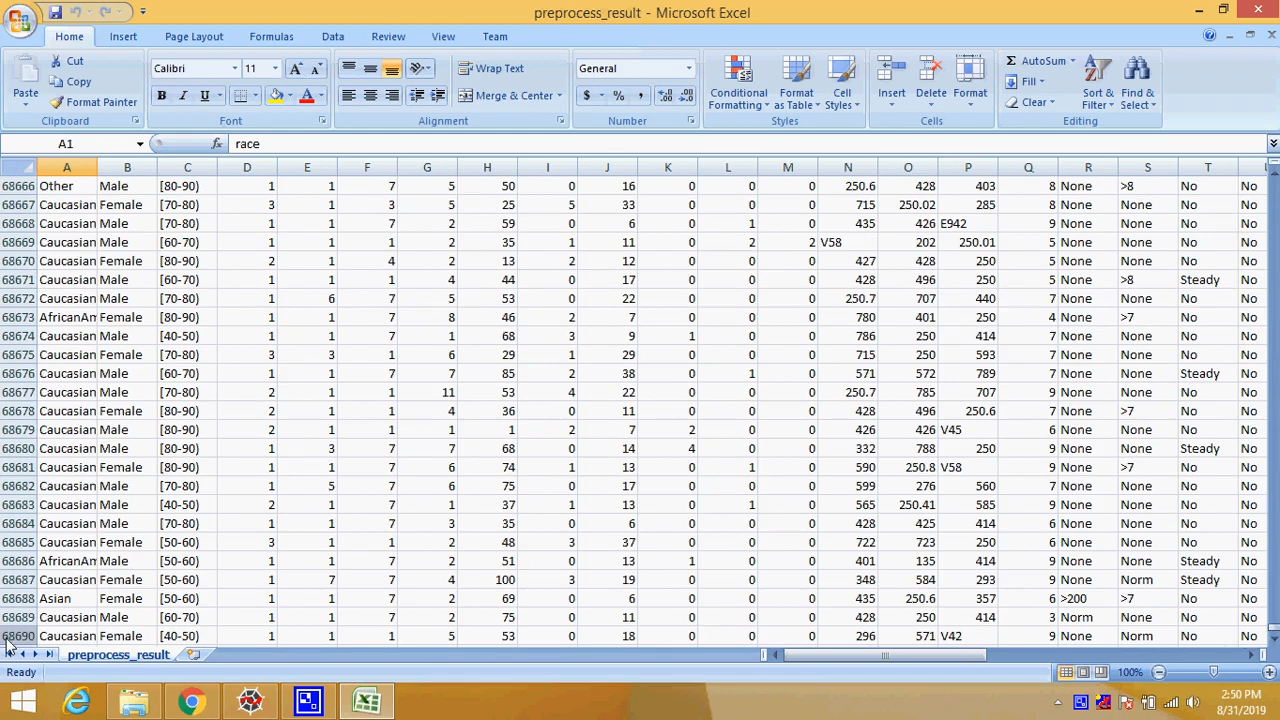 preprocess_result - Microsoft Excel
Home Insert Page Layout Formulas Data Review View Team
Cut
Copy
Format Painter
Paste
Clipboard
Calibri 11
B I U
Font
Wrap Text
Merge & Center
Alignment
General
$ % ,
Number
Conditional Formatting
Format as Table
Cell Styles
Styles
Insert Delete Format
Cells
Σ AutoSum
Fill
Clear
Sort & Filter
Find & Select
Editing
A1 fx race
A B C D E F G H I J K L M N O P Q R S T
68666 Other Male [80-90) 1 1 7 5 50 0 16 0 0 0 250.6 428 403 8 None >8 No No
68667 Caucasian Female [70-80) 3 1 3 5 25 5 33 0 0 0 715 250.02 285 8 None None No No
68668 Caucasian Male [70-80) 1 1 7 2 59 0 6 0 1 0 435 426 E942 9 None None No No
68669 Caucasian Male [60-70) 1 1 1 2 35 1 11 0 2 2 V58 202 250.01 5 None None No No
68670 Caucasian Female [80-90) 2 1 4 2 13 2 12 0 0 0 427 428 250 5 None None No No
68671 Caucasian Male [60-70) 1 1 1 2 44 0 17 0 0 0 428 496 250 5 None >8 Steady No
68672 Caucasian Male [70-80) 1 6 7 5 53 0 22 0 0 0 250.7 707 440 7 None None No No
68673 AfricanAm Female [80-90) 1 1 7 8 46 2 7 0 0 0 780 401 250 4 None >7 No No
68674 Caucasian Male [40-50) 1 1 7 1 68 3 9 1 0 0 786 250 414 7 None None No No
68675 Caucasian Female [70-80) 3 3 1 6 29 1 29 0 0 0 715 250 593 7 None None No No
68676 Caucasian Male [60-70) 1 1 7 7 85 2 38 0 1 0 571 572 789 7 None None Steady No
68677 Caucasian Male [70-80) 2 1 1 11 53 4 22 0 0 0 250.7 785 707 9 None None No No
68678 Caucasian Female [80-90) 2 1 1 4 36 0 11 0 0 0 428 496 250.6 7 None >7 No No
68679 Caucasian Male [80-90) 2 1 1 1 1 2 7 2 0 0 426 426 V45 6 None None No No
68680 Caucasian Male [80-90) 1 3 7 7 68 0 14 4 0 0 332 788 250 9 None None Steady No
68681 Caucasian Female [80-90) 1 1 7 6 74 1 13 0 1 0 590 250.8 V58 9 None >7 No No
68682 Caucasian Male [70-80) 1 5 7 6 75 0 17 0 0 0 599 276 560 7 None None No No
68683 Caucasian Male [40-50) 2 1 7 1 37 1 13 0 1 0 565 250.41 585 9 None None No No
68684 Caucasian Male [70-80) 1 1 7 3 35 0 6 0 0 0 428 425 414 6 None None No No
68685 Caucasian Female [50-60) 3 1 1 2 48 3 37 0 0 0 722 723 250 6 None None No No
68686 AfricanAm Male [50-60) 1 1 7 2 51 0 13 1 0 0 401 135 414 9 None None Steady No
68687 Caucasian Female [50-60) 1 7 7 4 100 3 19 0 0 0 348 584 293 9 None Norm Steady No
68688 Asian Female [50-60) 1 1 7 2 69 0 6 0 0 0 435 250.6 357 6 >200 >7 No No
68689 Caucasian Male [60-70) 1 1 7 2 75 0 11 0 0 0 428 250 414 3 Norm None No No
68690 Caucasian Female [40-50) 1 1 1 5 53 0 18 0 0 0 296 571 V42 9 None Norm No No
preprocess_result
Ready 100%
2:50 PM
8/31/2019